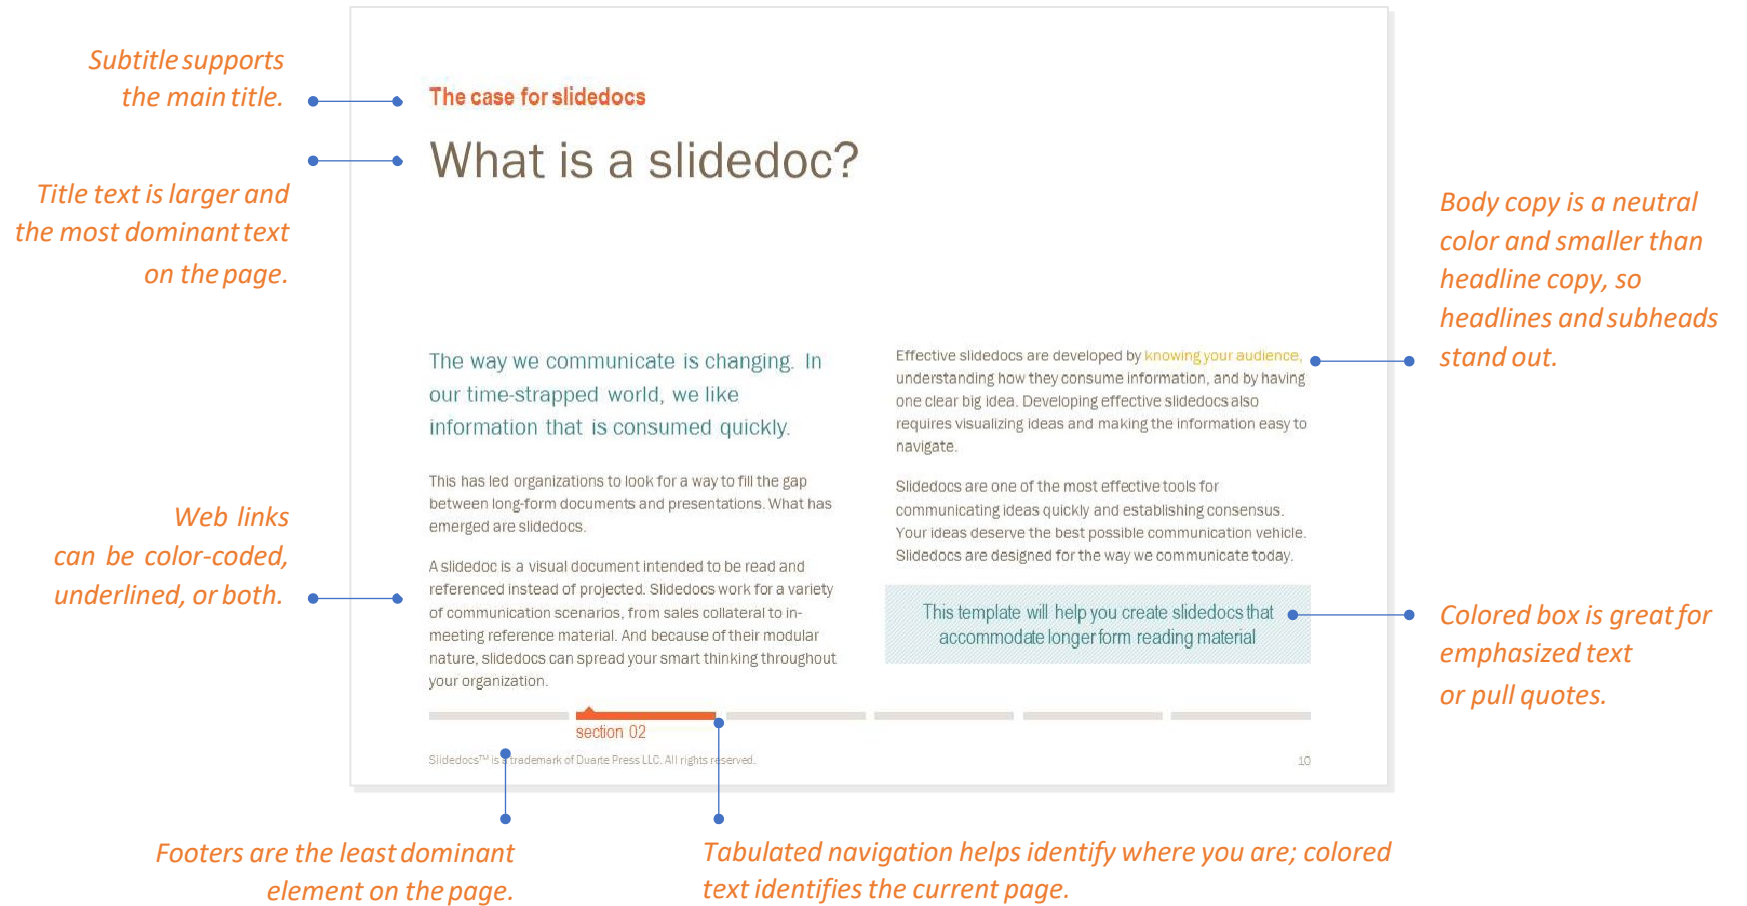 Subtitle supports
the main title.
Title text is larger and
the most dominant text
on the page.
Web links
can be color-coded,
underlined, or both.
The case for slidedocs
What is a slidedoc?
The way we communicate is changing. In
our time-strapped world, we like
information that is consumed quickly.
This has led organizations to look for a way to fill the gap
between long-form documents and presentations. What has
emerged are slidedocs.
A slidedoc is a visual document intended to be read and
referenced instead of projected. Slidedocs work for a variety
of communication scenarios, from sales collateral to in-
meeting reference material. And because of their modular
nature, slidedocs can spread your smart thinking throughout
your organization.
Effective slidedocs are developed by knowing your audience,
understanding how they consume information, and by having
one clear big idea. Developing effective slidedocs also
requires visualizing ideas and making the information easy to
navigate.
Slidedocs are one of the most effective tools for
communicating ideas quickly and establishing consensus.
Your ideas deserve the best possible communication vehicle.
Slidedocs are designed for the way we communicate today.
This template will help you create slidedocs that
accommodate longer form reading material
section 02
Slidedocs™ is a trademark of Duarte Press LLC. All rights reserved.
10
Body copy is a neutral
color and smaller than
headline copy, so
headlines and subheads
stand out.
Colored box is great for
emphasized text
or pull quotes.
Footers are the least dominant
element on the page.
Tabulated navigation helps identify where you are; colored
text identifies the current page.